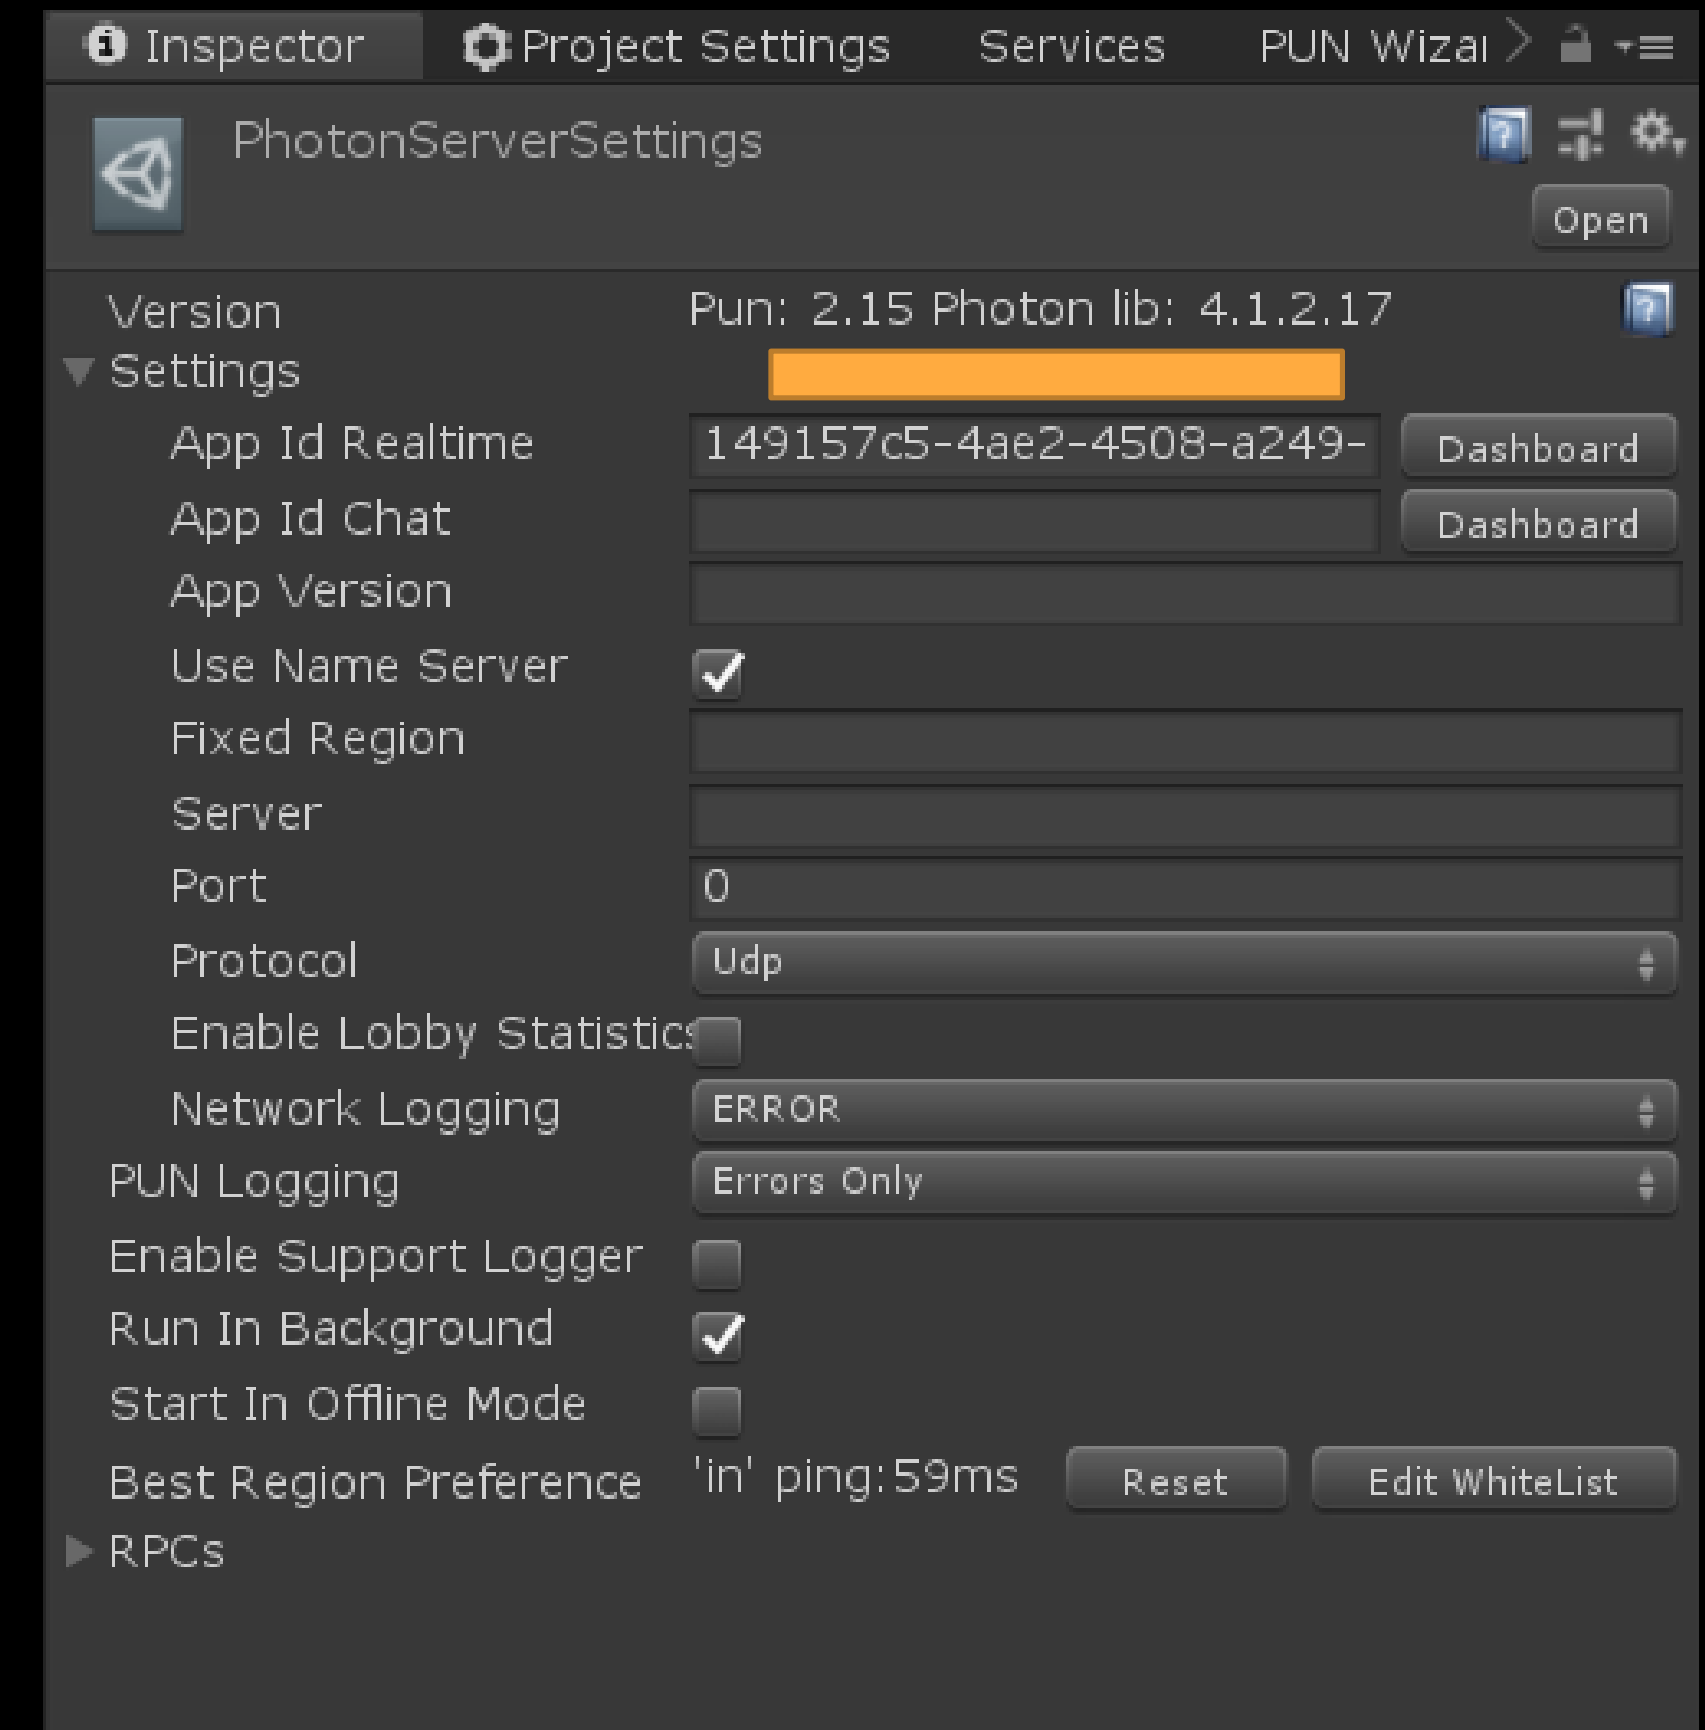 Inspector Project Settings Services PUN Wizar
PhotonServerSettings
Open
Version Pun: 2.15 Photon lib: 4.1.2.17
Settings
App Id Realtime 149157c5-4ae2-4508-a249- Dashboard
App Id Chat Dashboard
App Version
Use Name Server
Fixed Region
Server
Port 0
Protocol Udp
Enable Lobby Statistics
Network Logging ERROR
PUN Logging Errors Only
Enable Support Logger
Run In Background
Start In Offline Mode
Best Region Preference 'in' ping:59ms Reset Edit WhiteList
RPCs